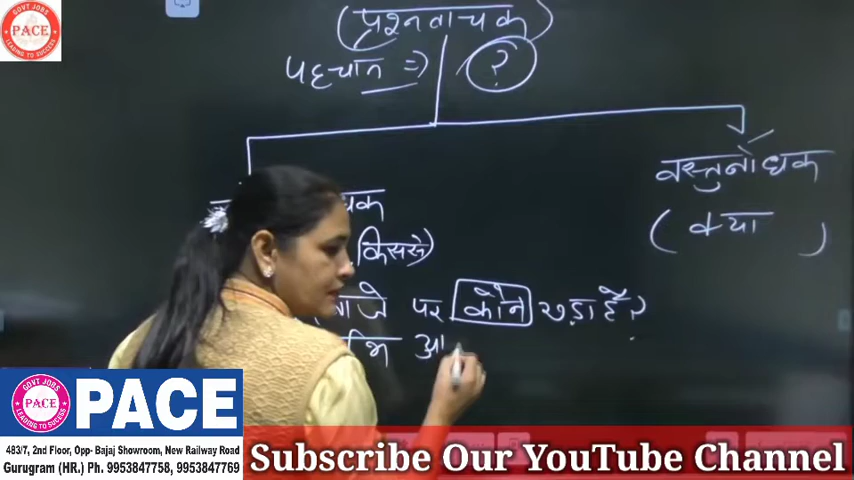 PACE
LEADING TO SUCCESS
(प्रश्नवाचक)
पहचान => ?
वस्तुबोधक
(क्या)
किससे)
पर कौन खड़ा है?
GOVT JOBS
PACE
LEADING TO SUCCESS
PACE
483/7, 2nd Floor, Opp- Bajaj Showroom, New Railway Road
Gurugram (HR.) Ph. 9953847758, 9953847769
Subscribe Our YouTube Channel